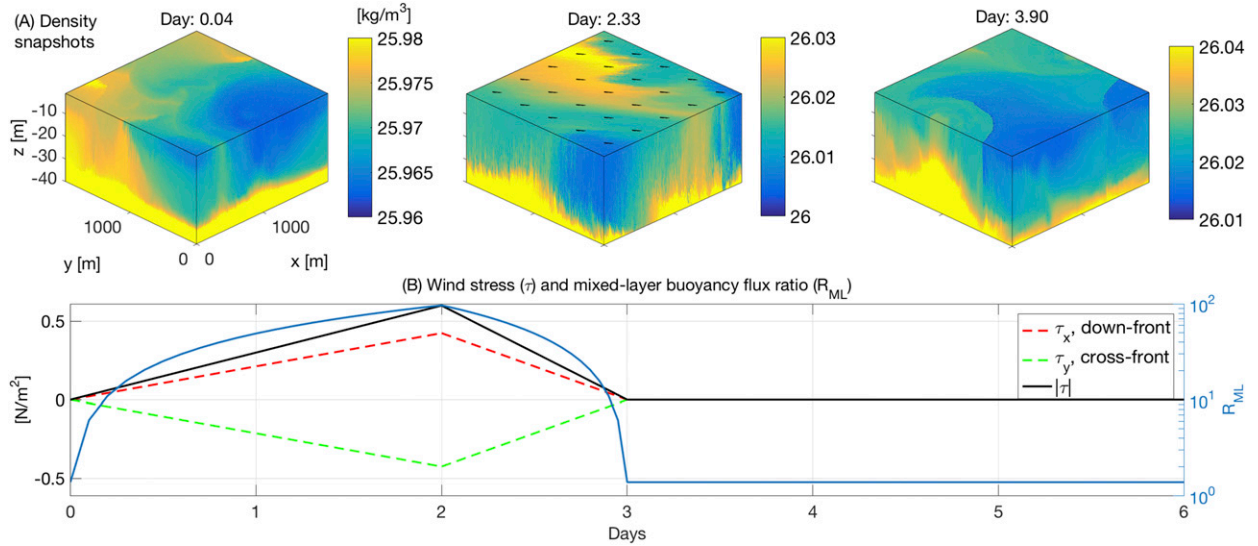 (A) Density
snapshots
Day: 0.04
[kg/m³]
25.98
25.975
25.97
25.965
25.96
-10
-20
-30
-40
z [m]
1000
1000
y [m]
0 0
x [m]
Day: 2.33
26.03
26.02
26.01
26
Day: 3.90
26.04
26.03
26.02
26.01
(B) Wind stress (τ) and mixed-layer buoyancy flux ratio (R_ML)
0.5
0
-0.5
[N/m²]
τ_x, down-front
τ_y, cross-front
|τ|
10²
10¹
10⁰
R_ML
0 1 2 3 4 5 6
Days